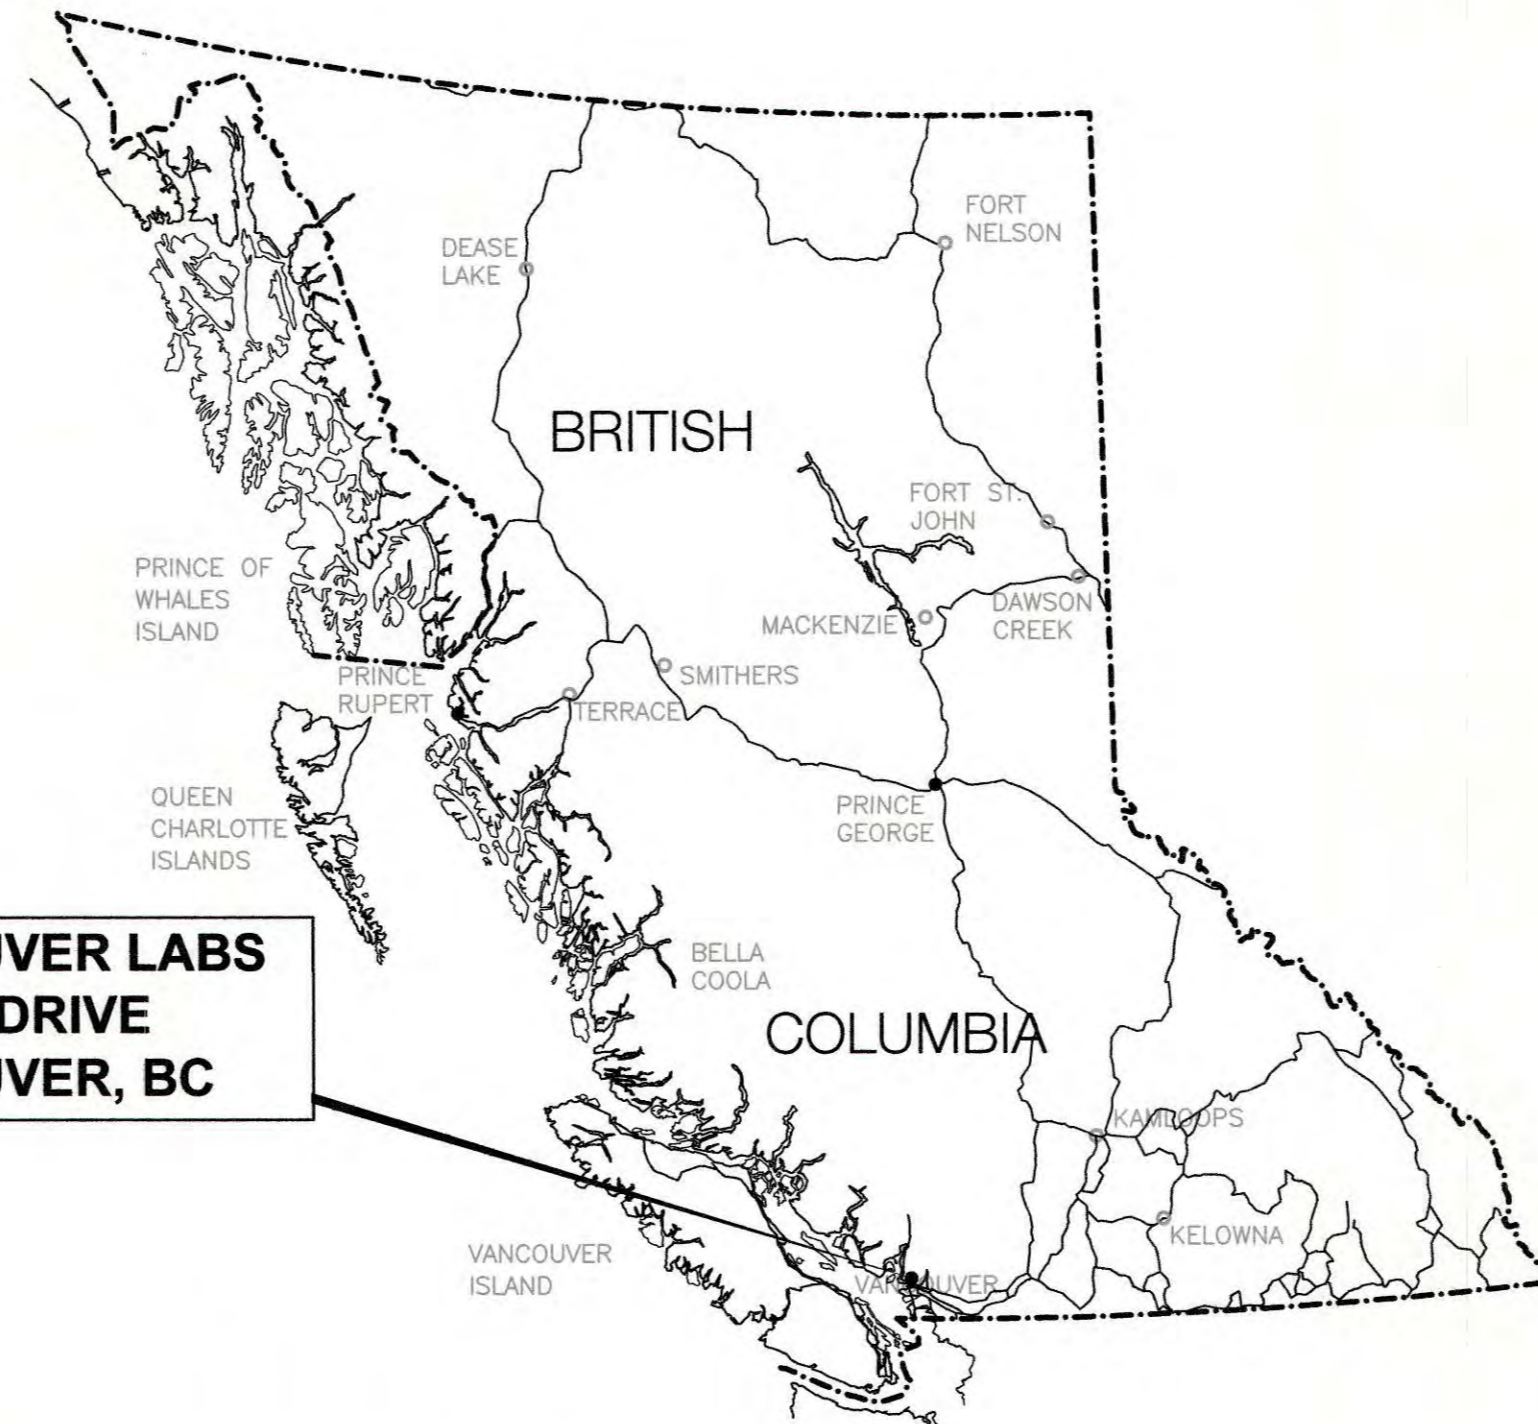 FORT
NELSON
DEASE
LAKE
BRITISH
FORT ST.
JOHN
PRINCE OF
WHALES
ISLAND
MACKENZIE
DAWSON
CREEK
PRINCE
RUPERT
SMITHERS
TERRACE
QUEEN
CHARLOTTE
ISLANDS
PRINCE
GEORGE
UVER LABS
DRIVE
UVER, BC
BELLA
COOLA
COLUMBIA
KAMLOOPS
KELOWNA
VANCOUVER
ISLAND
VANCOUVER